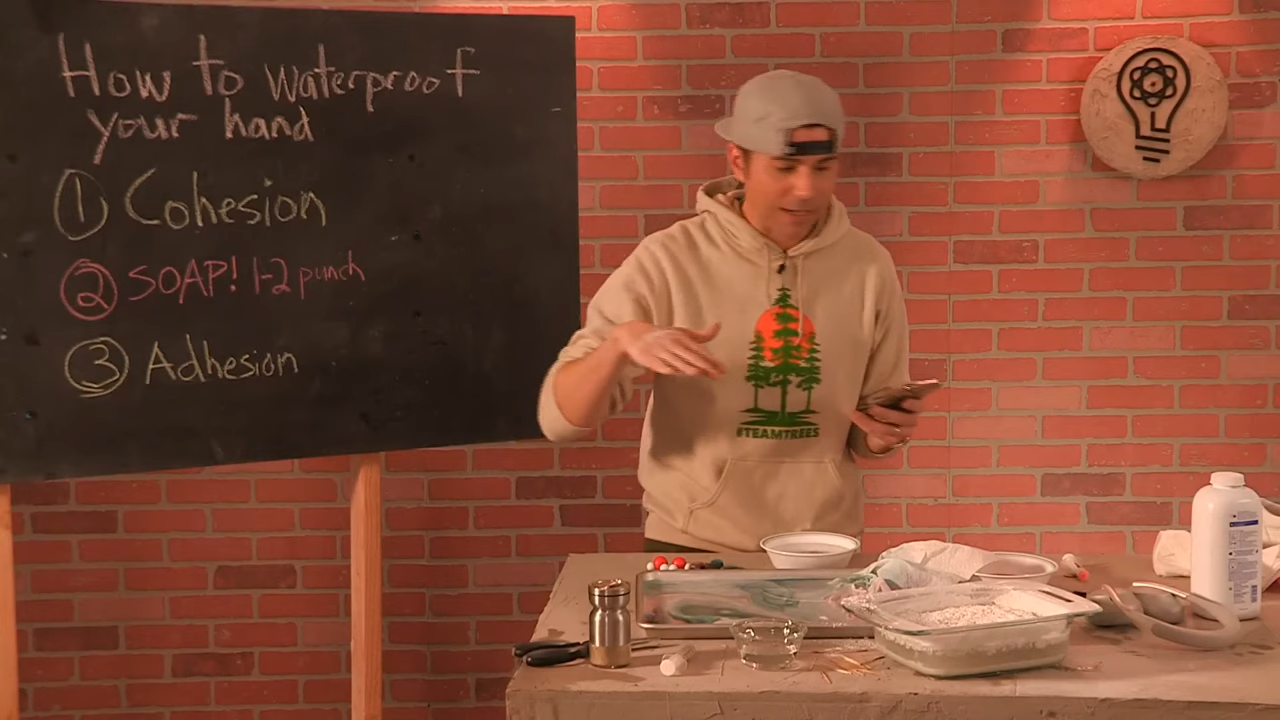 How to waterproof
your hand
① Cohesion
② SOAP! 1-2 punch
③ Adhesion
#TEAMTREES